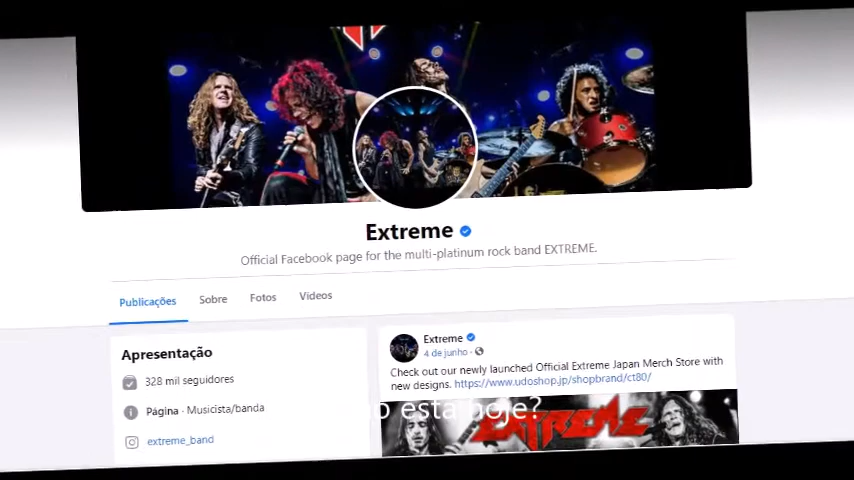 Extreme
Official Facebook page for the multi-platinum rock band EXTREME.
Publicações Sobre Fotos Vídeos
Apresentação
328 mil seguidores
Página · Musicista/banda
extreme_band
Extreme
4 de junho ·
Check out our newly launched Official Extreme Japan Merch Store with
new designs. https://www.udoshop.jp/shopbrand/ct80/
EXTREME
esta hoje?